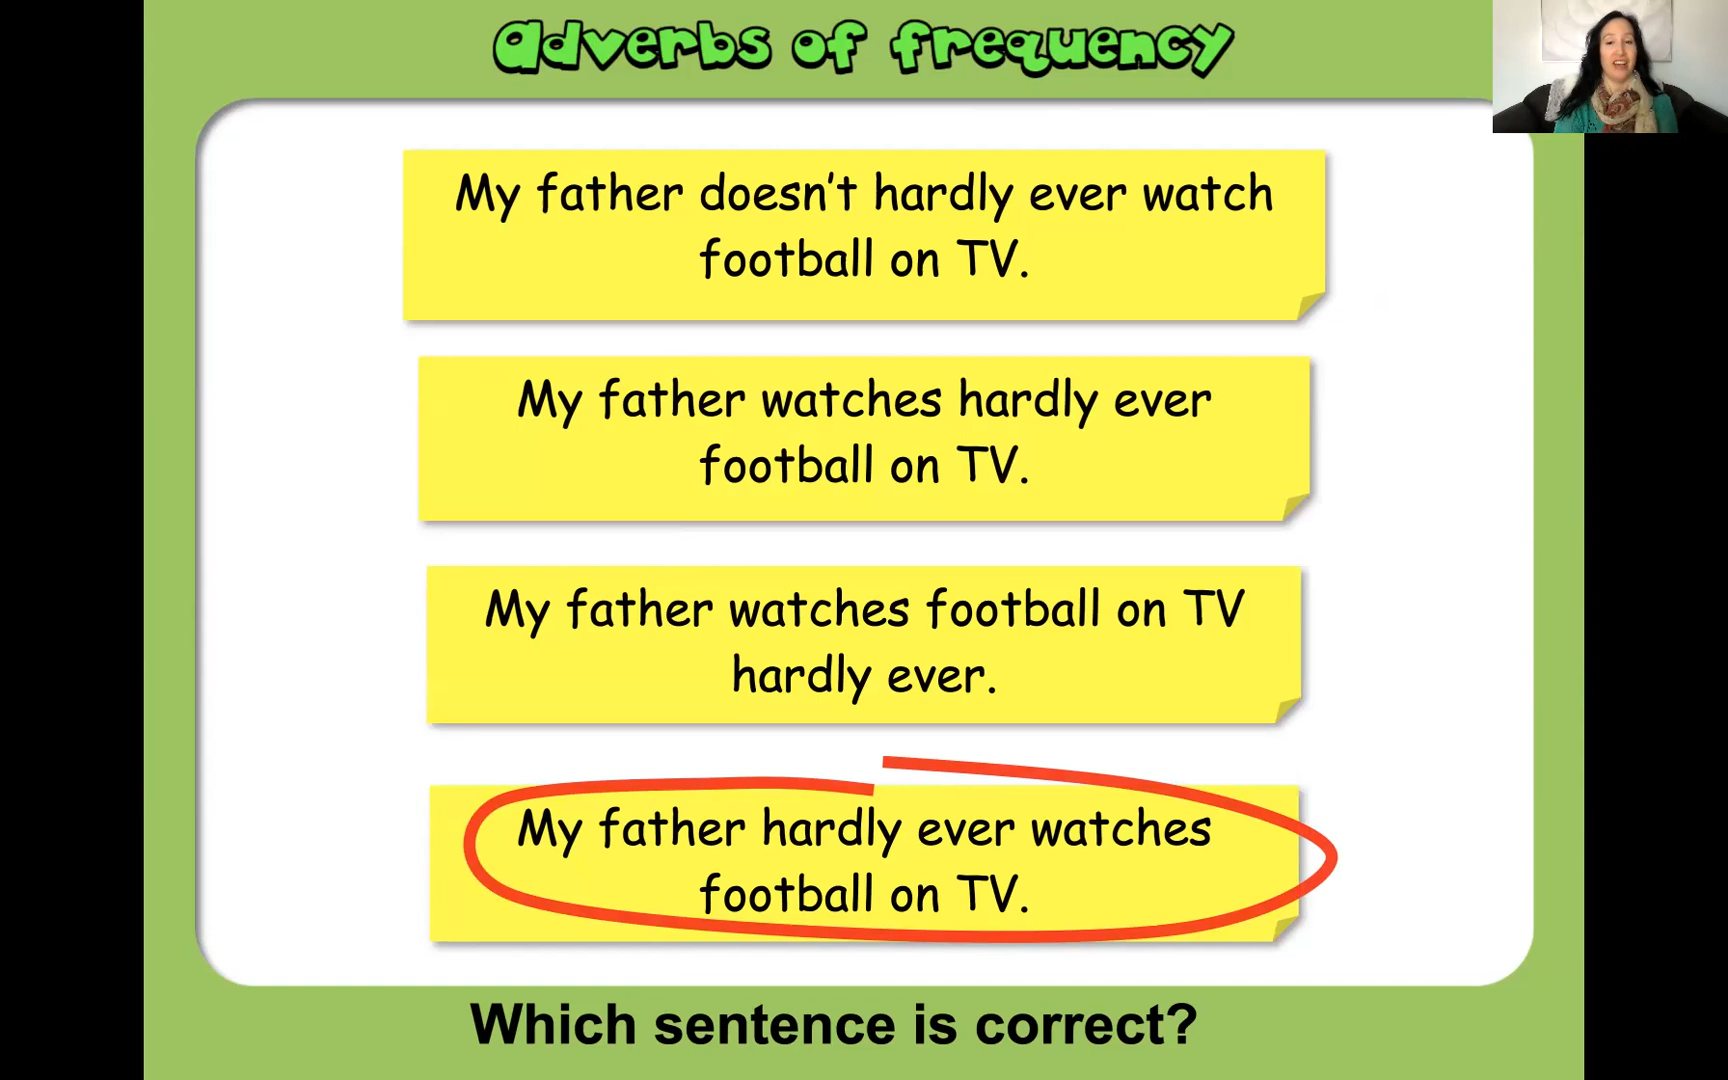 adverbs of frequency
My father doesn't hardly ever watch
football on TV.
My father watches hardly ever
football on TV.
My father watches football on TV
hardly ever.
My father hardly ever watches
football on TV.
Which sentence is correct?